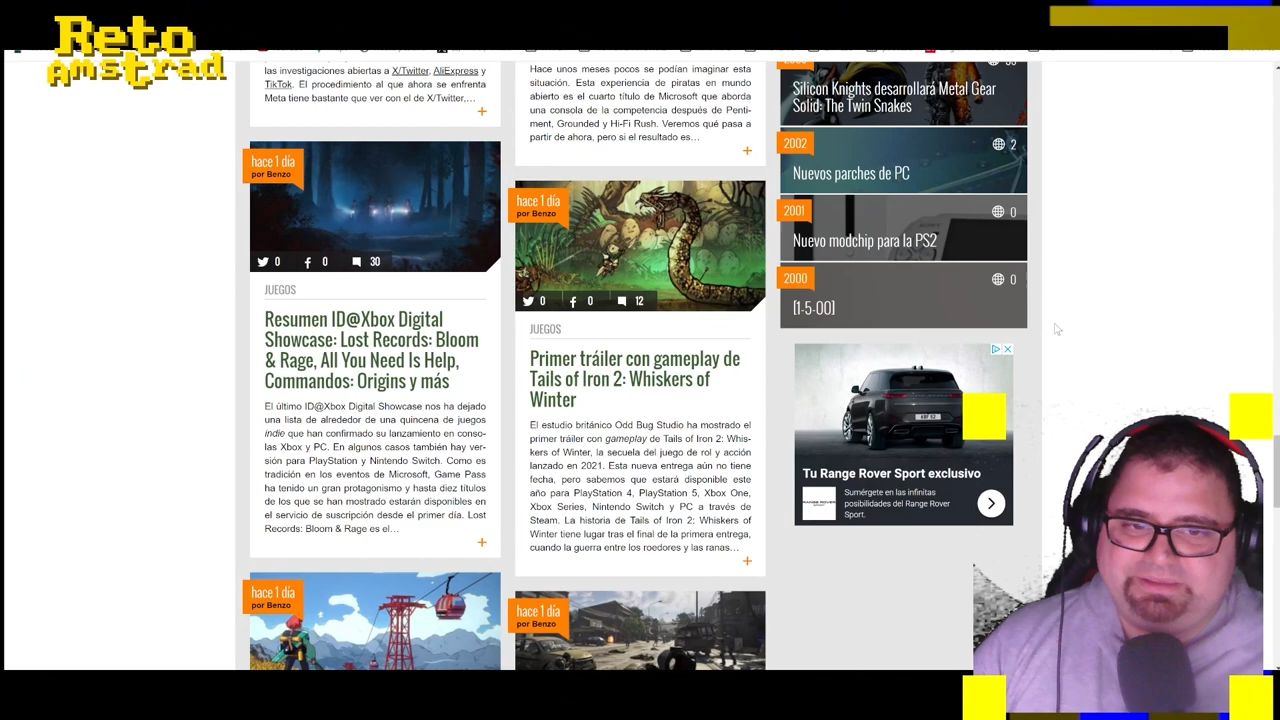 Reto
Amstrad
las investigaciones abiertas a X/Twitter, AliExpress y
TikTok. El procedimiento al que ahora se enfrenta
Meta tiene bastante que ver con el de X/Twitter,…
+
Hace unos meses pocos se podían imaginar esta
situación. Esta experiencia de piratas en mundo
abierto es el cuarto título de Microsoft que aborda
una consola de la competencia después de Penti-
ment, Grounded y Hi-Fi Rush. Veremos qué pasa a
partir de ahora, pero si el resultado es…
+
Silicon Knights desarrollará Metal Gear
Solid: The Twin Snakes
2002
2
Nuevos parches de PC
2001
0
Nuevo modchip para la PS2
2000
0
[1-5-00]
hace 1 día
por Benzo
0 0 30
JUEGOS
Resumen ID@Xbox Digital
Showcase: Lost Records: Bloom
& Rage, All You Need Is Help,
Commandos: Origins y más
El último ID@Xbox Digital Showcase nos ha dejado
una lista de alrededor de una quincena de juegos
indie que han confirmado su lanzamiento en conso-
las Xbox y PC. En algunos casos también hay ver-
sión para PlayStation y Nintendo Switch. Como es
tradición en los eventos de Microsoft, Game Pass
ha tenido un gran protagonismo y hasta diez títulos
de los que se han mostrado estarán disponibles en
el servicio de suscripción desde el primer día. Lost
Records: Bloom & Rage es el…
+
hace 1 día
por Benzo
0 0 12
JUEGOS
Primer tráiler con gameplay de
Tails of Iron 2: Whiskers of
Winter
El estudio británico Odd Bug Studio ha mostrado el
primer tráiler con gameplay de Tails of Iron 2: Whis-
kers of Winter, la secuela del juego de rol y acción
lanzado en 2021. Esta nueva entrega aún no tiene
fecha, pero sabemos que estará disponible este
año para PlayStation 4, PlayStation 5, Xbox One,
Xbox Series, Nintendo Switch y PC a través de
Steam. La historia de Tails of Iron 2: Whiskers of
Winter tiene lugar tras el final de la primera entrega,
cuando la guerra entre los roedores y las ranas…
+
Tu Range Rover Sport exclusivo
RANGE ROVER
Sumérgete en las infinitas
posibilidades del Range Rover
Sport.
hace 1 día
por Benzo
hace 1 día
por Benzo